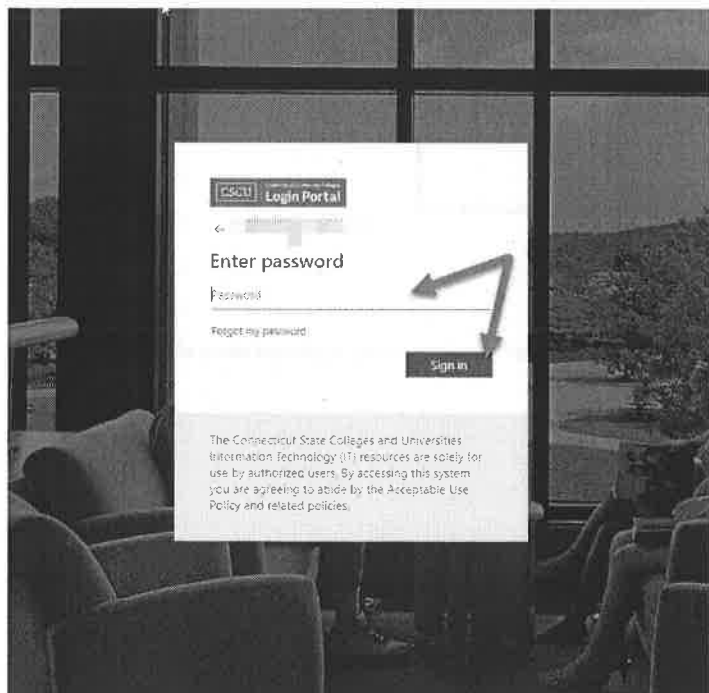 CSCU
Login Portal
Enter password
Password
Forgot my password
Sign in
The Connecticut State Colleges and Universities
Information Technology (IT) resources are solely for
use by authorized users. By accessing this system
you are agreeing to abide by the Acceptable Use
Policy and related policies.